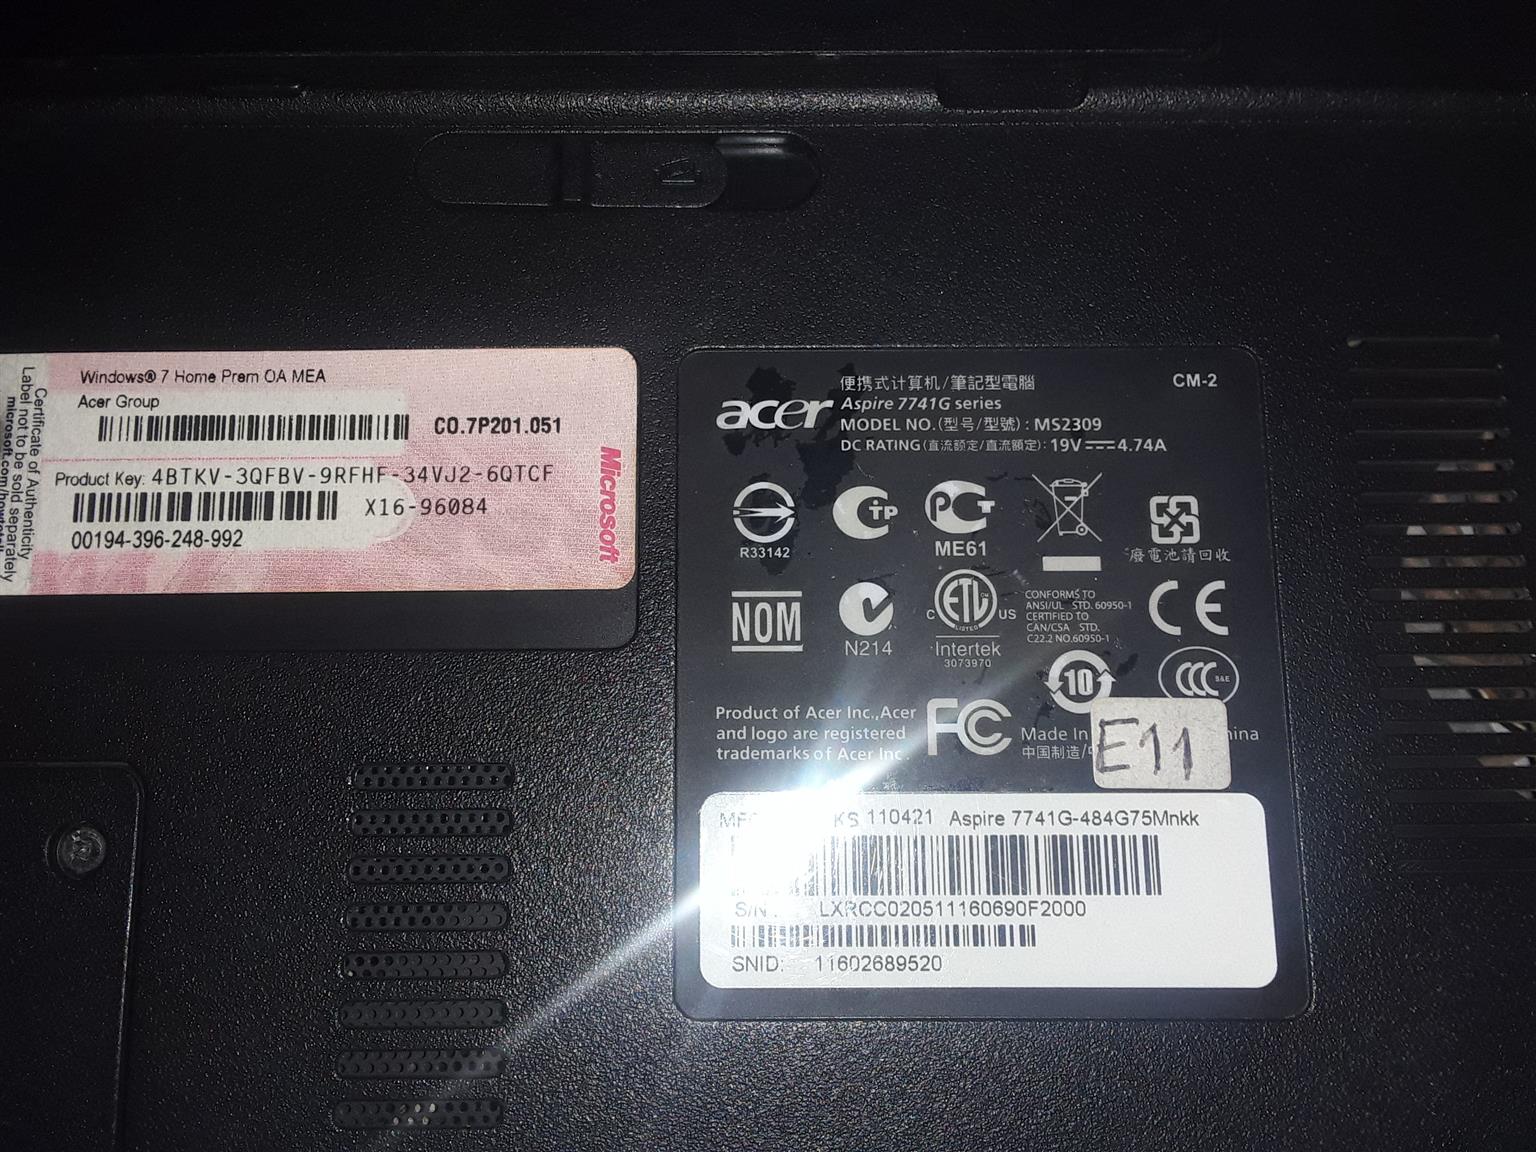 Windows® 7 Home Prem OA MEA
Acer Group
CO.7P201.051
Product Key: 4BTKV-3QFBV-9RFHF-34VJ2-6QTCF
X16-96084
00194-396-248-992
Microsoft
Certificate of Authenticity
Label not to be sold separately
microsoft.com
acer
便携式计算机/筆記型電腦
CM-2
Aspire 7741G series
MODEL NO.(型号/型號) : MS2309
DC RATING(直流额定/直流額定): 19V 4.74A
R33142
ME61
廢電池請回收
NOM
N214
C ETL CM US
LISTED
Intertek
3073970
CONFORMS TO
ANSI/UL STD. 60950-1
CERTIFIED TO
CAN/CSA STD.
C22.2 NO.60950-1
CE
10
CCC S&E
Product of Acer Inc.,Acer
and logo are registered
trademarks of Acer Inc.
FC
Made In
中国制造/
E11
110421 Aspire 7741G-484G75Mnkk
S/N: LXRCC020511160690F2000
SNID: 11602689520